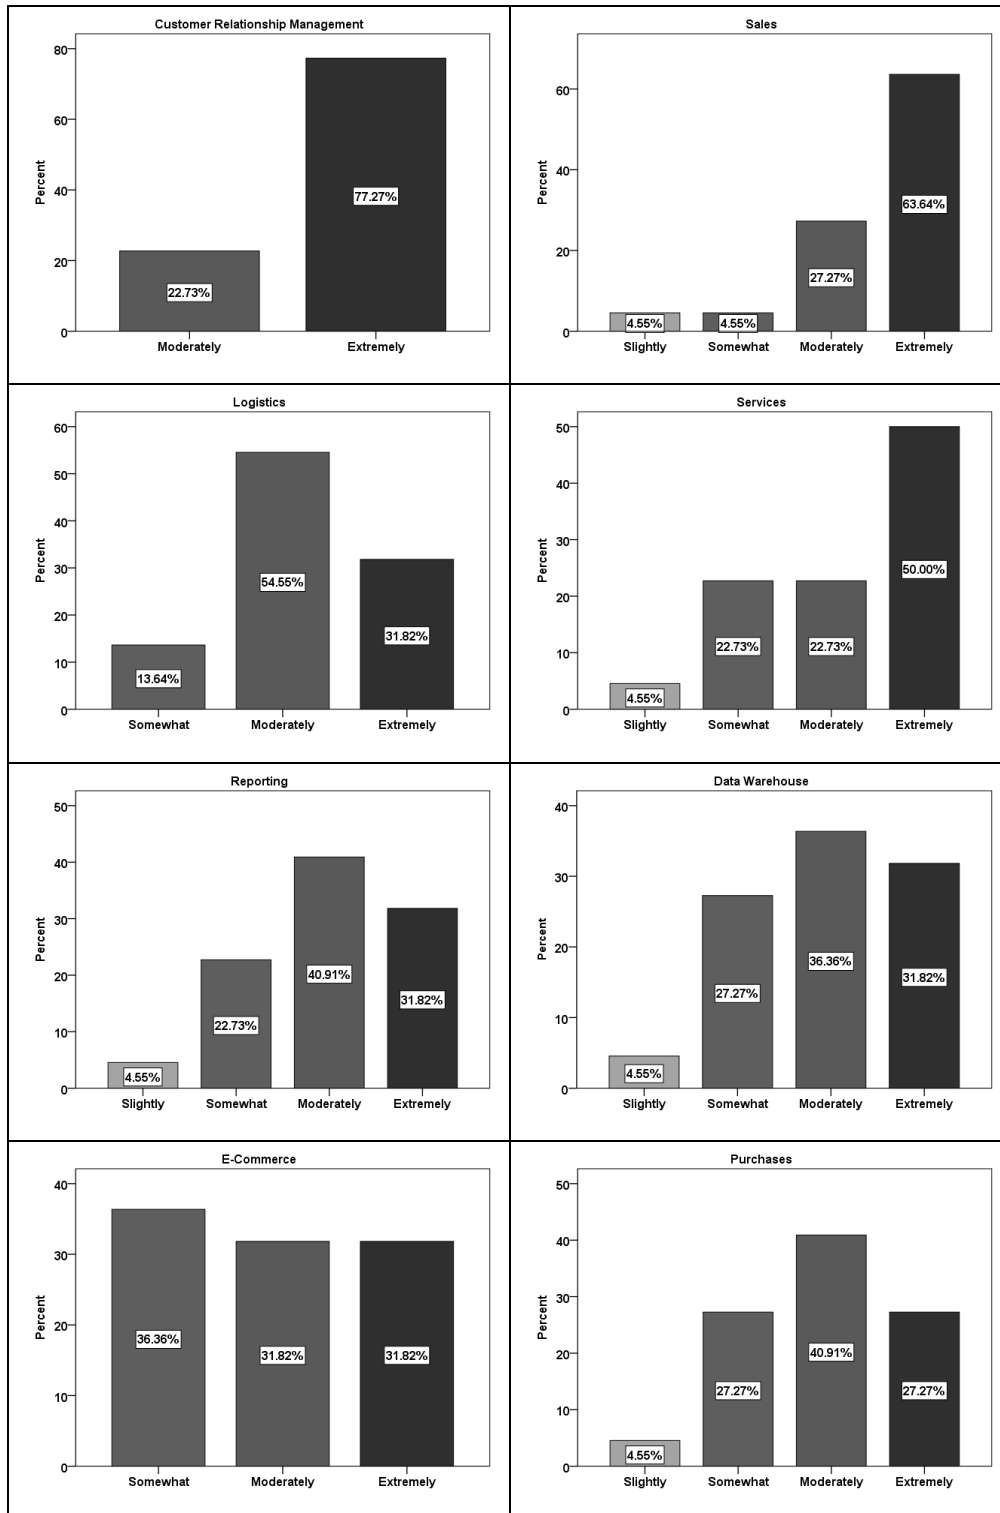 Customer Relationship Management
80
60
40
20
0
Percent
22.73%
77.27%
Moderately Extremely
Sales
60
40
20
0
Percent
4.55% 4.55% 27.27% 63.64%
Slightly Somewhat Moderately Extremely
Logistics
60
50
40
30
20
10
0
Percent
13.64% 54.55% 31.82%
Somewhat Moderately Extremely
Services
50
40
30
20
10
0
Percent
4.55% 22.73% 22.73% 50.00%
Slightly Somewhat Moderately Extremely
Reporting
50
40
30
20
10
0
Percent
4.55% 22.73% 40.91% 31.82%
Slightly Somewhat Moderately Extremely
Data Warehouse
40
30
20
10
0
Percent
4.55% 27.27% 36.36% 31.82%
Slightly Somewhat Moderately Extremely
E-Commerce
40
30
20
10
0
Percent
36.36% 31.82% 31.82%
Somewhat Moderately Extremely
Purchases
50
40
30
20
10
0
Percent
4.55% 27.27% 40.91% 27.27%
Slightly Somewhat Moderately Extremely